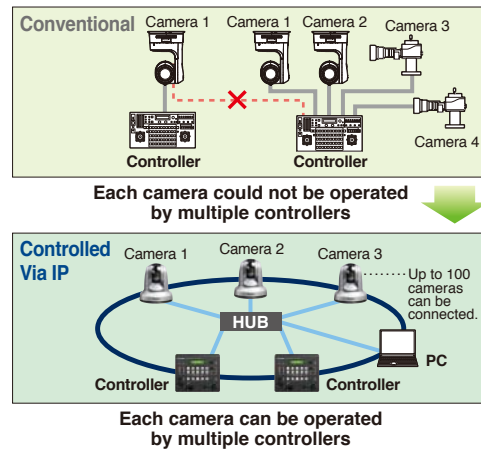 Conventional
Camera 1
Camera 1
Camera 2
Camera 3
Camera 4
Controller
Controller
Each camera could not be operated
by multiple controllers
Controlled
Via IP
Camera 1
Camera 2
Camera 3
Up to 100
cameras
can be
connected.
HUB
PC
Controller
Controller
Each camera can be operated
by multiple controllers